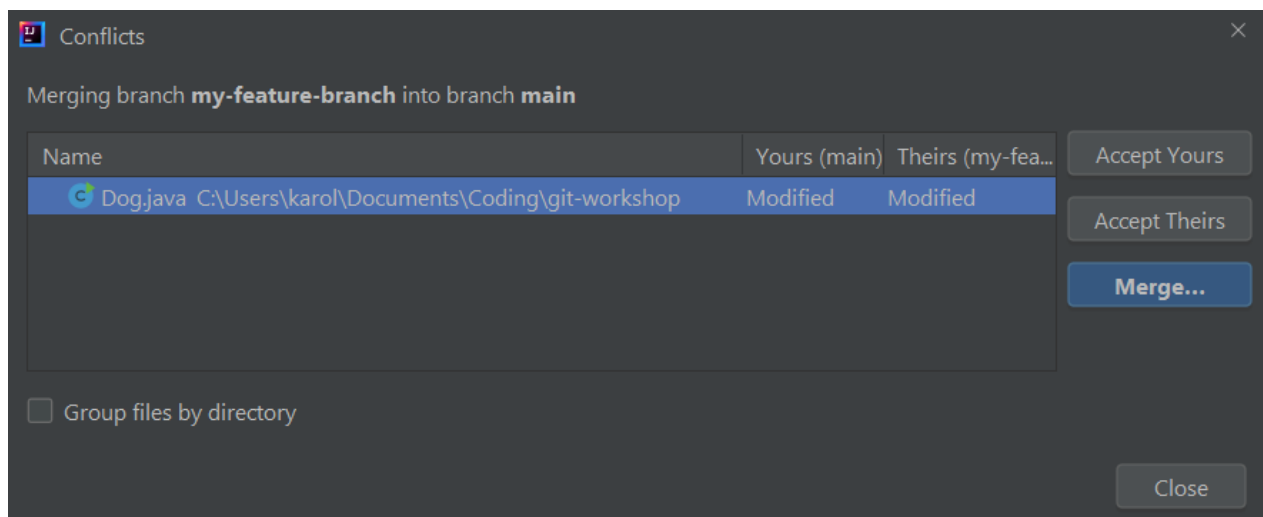 Conflicts
Merging branch my-feature-branch into branch main
Name Yours (main) Theirs (my-fea...
Dog.java C:\Users\karol\Documents\Coding\git-workshop Modified Modified
Accept Yours
Accept Theirs
Merge...
Group files by directory
Close